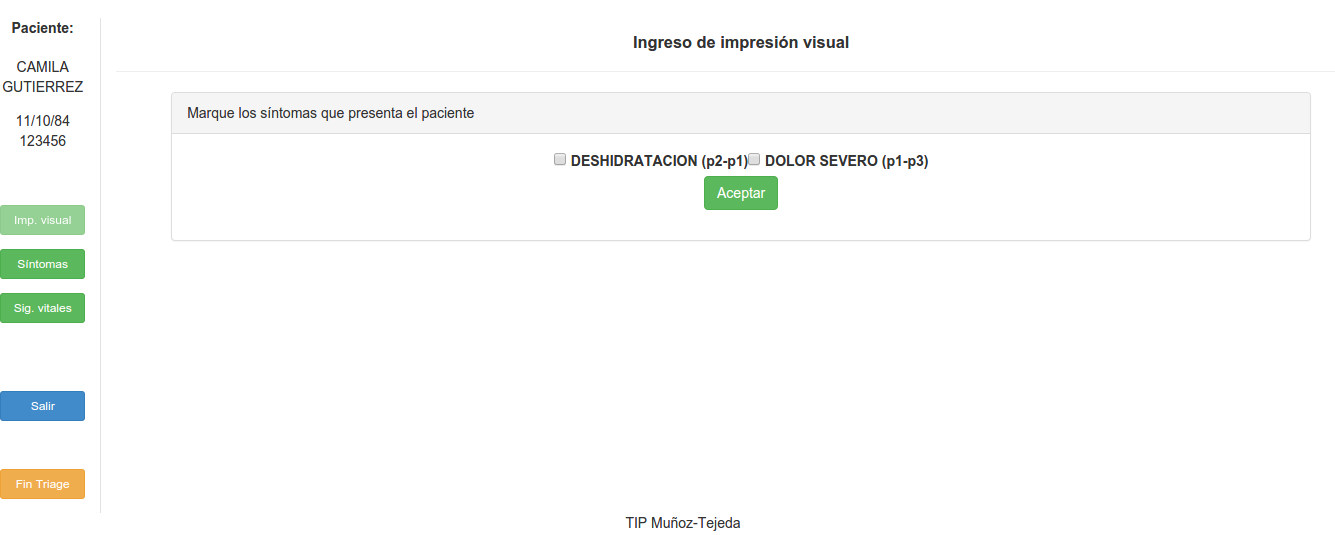 Paciente:
CAMILA
GUTIERREZ
11/10/84
123456
Imp. visual
Síntomas
Sig. vitales
Salir
Fin Triage
Ingreso de impresión visual
Marque los síntomas que presenta el paciente
DESHIDRATACION (p2-p1) DOLOR SEVERO (p1-p3)
Aceptar
TIP Muñoz-Tejeda